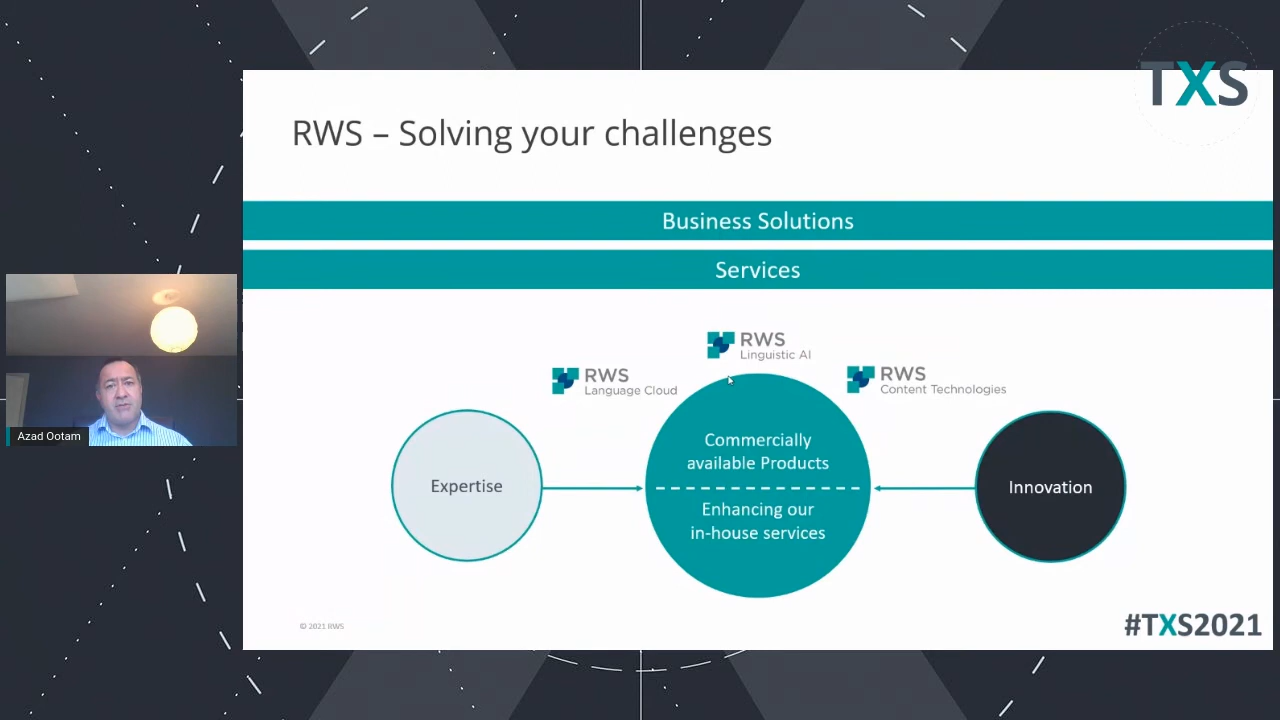 TXS
RWS – Solving your challenges
Business Solutions
Services
RWS
Linguistic AI
RWS
Language Cloud
RWS
Content Technologies
Commercially
available Products
Expertise
Innovation
Enhancing our
in-house services
Azad Ootam
© 2021 RWS
#TXS2021